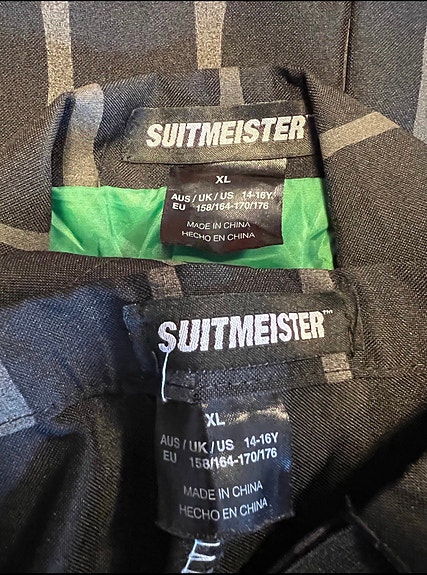 SUITMEISTER
XL
AUS / UK / US 14-16Y
EU 158/164-170/176
MADE IN CHINA
HECHO EN CHINA
SUITMEISTER™
XL
AUS / UK / US 14-16Y
EU 158/164-170/176
MADE IN CHINA
HECHO EN CHINA